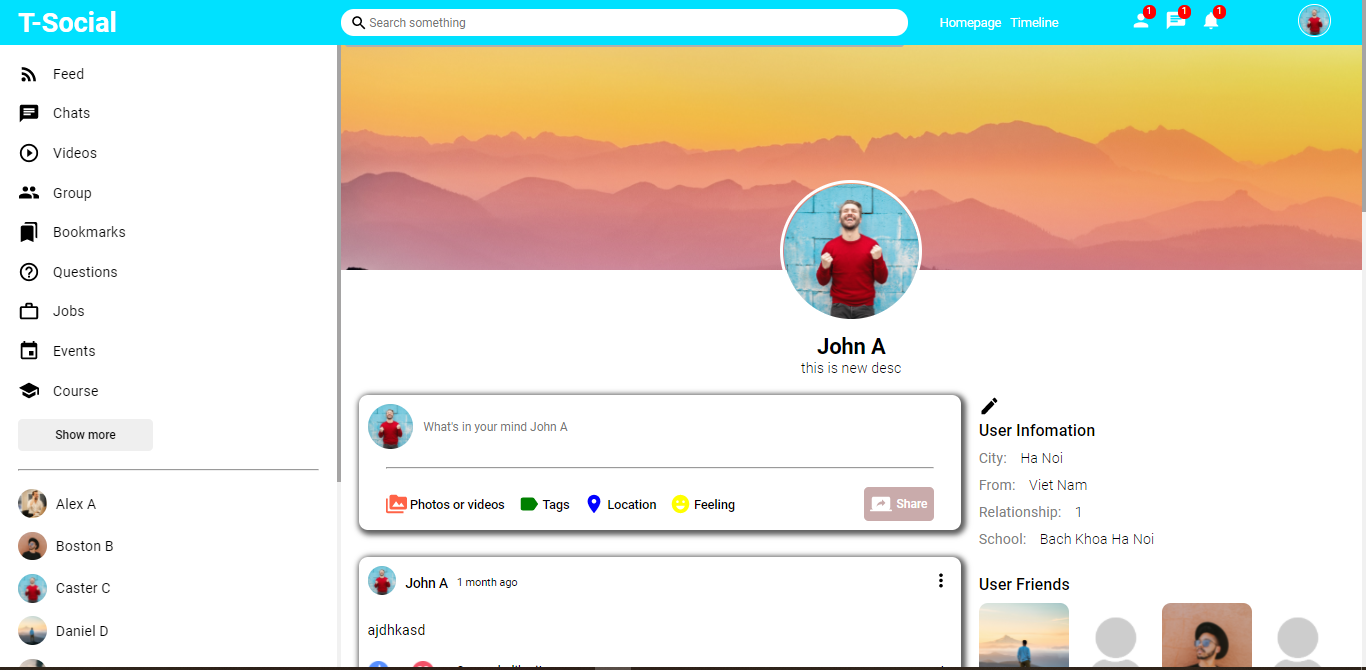 T-Social
Search something
Homepage Timeline
1
1
1
Feed
Chats
Videos
Group
Bookmarks
Questions
Jobs
Events
Course
Show more
Alex A
Boston B
Caster C
Daniel D
John A
this is new desc
What's in your mind John A
Photos or videos
Tags
Location
Feeling
Share
John A 1 month ago
ajdhkasd
User Infomation
City: Ha Noi
From: Viet Nam
Relationship: 1
School: Bach Khoa Ha Noi
User Friends